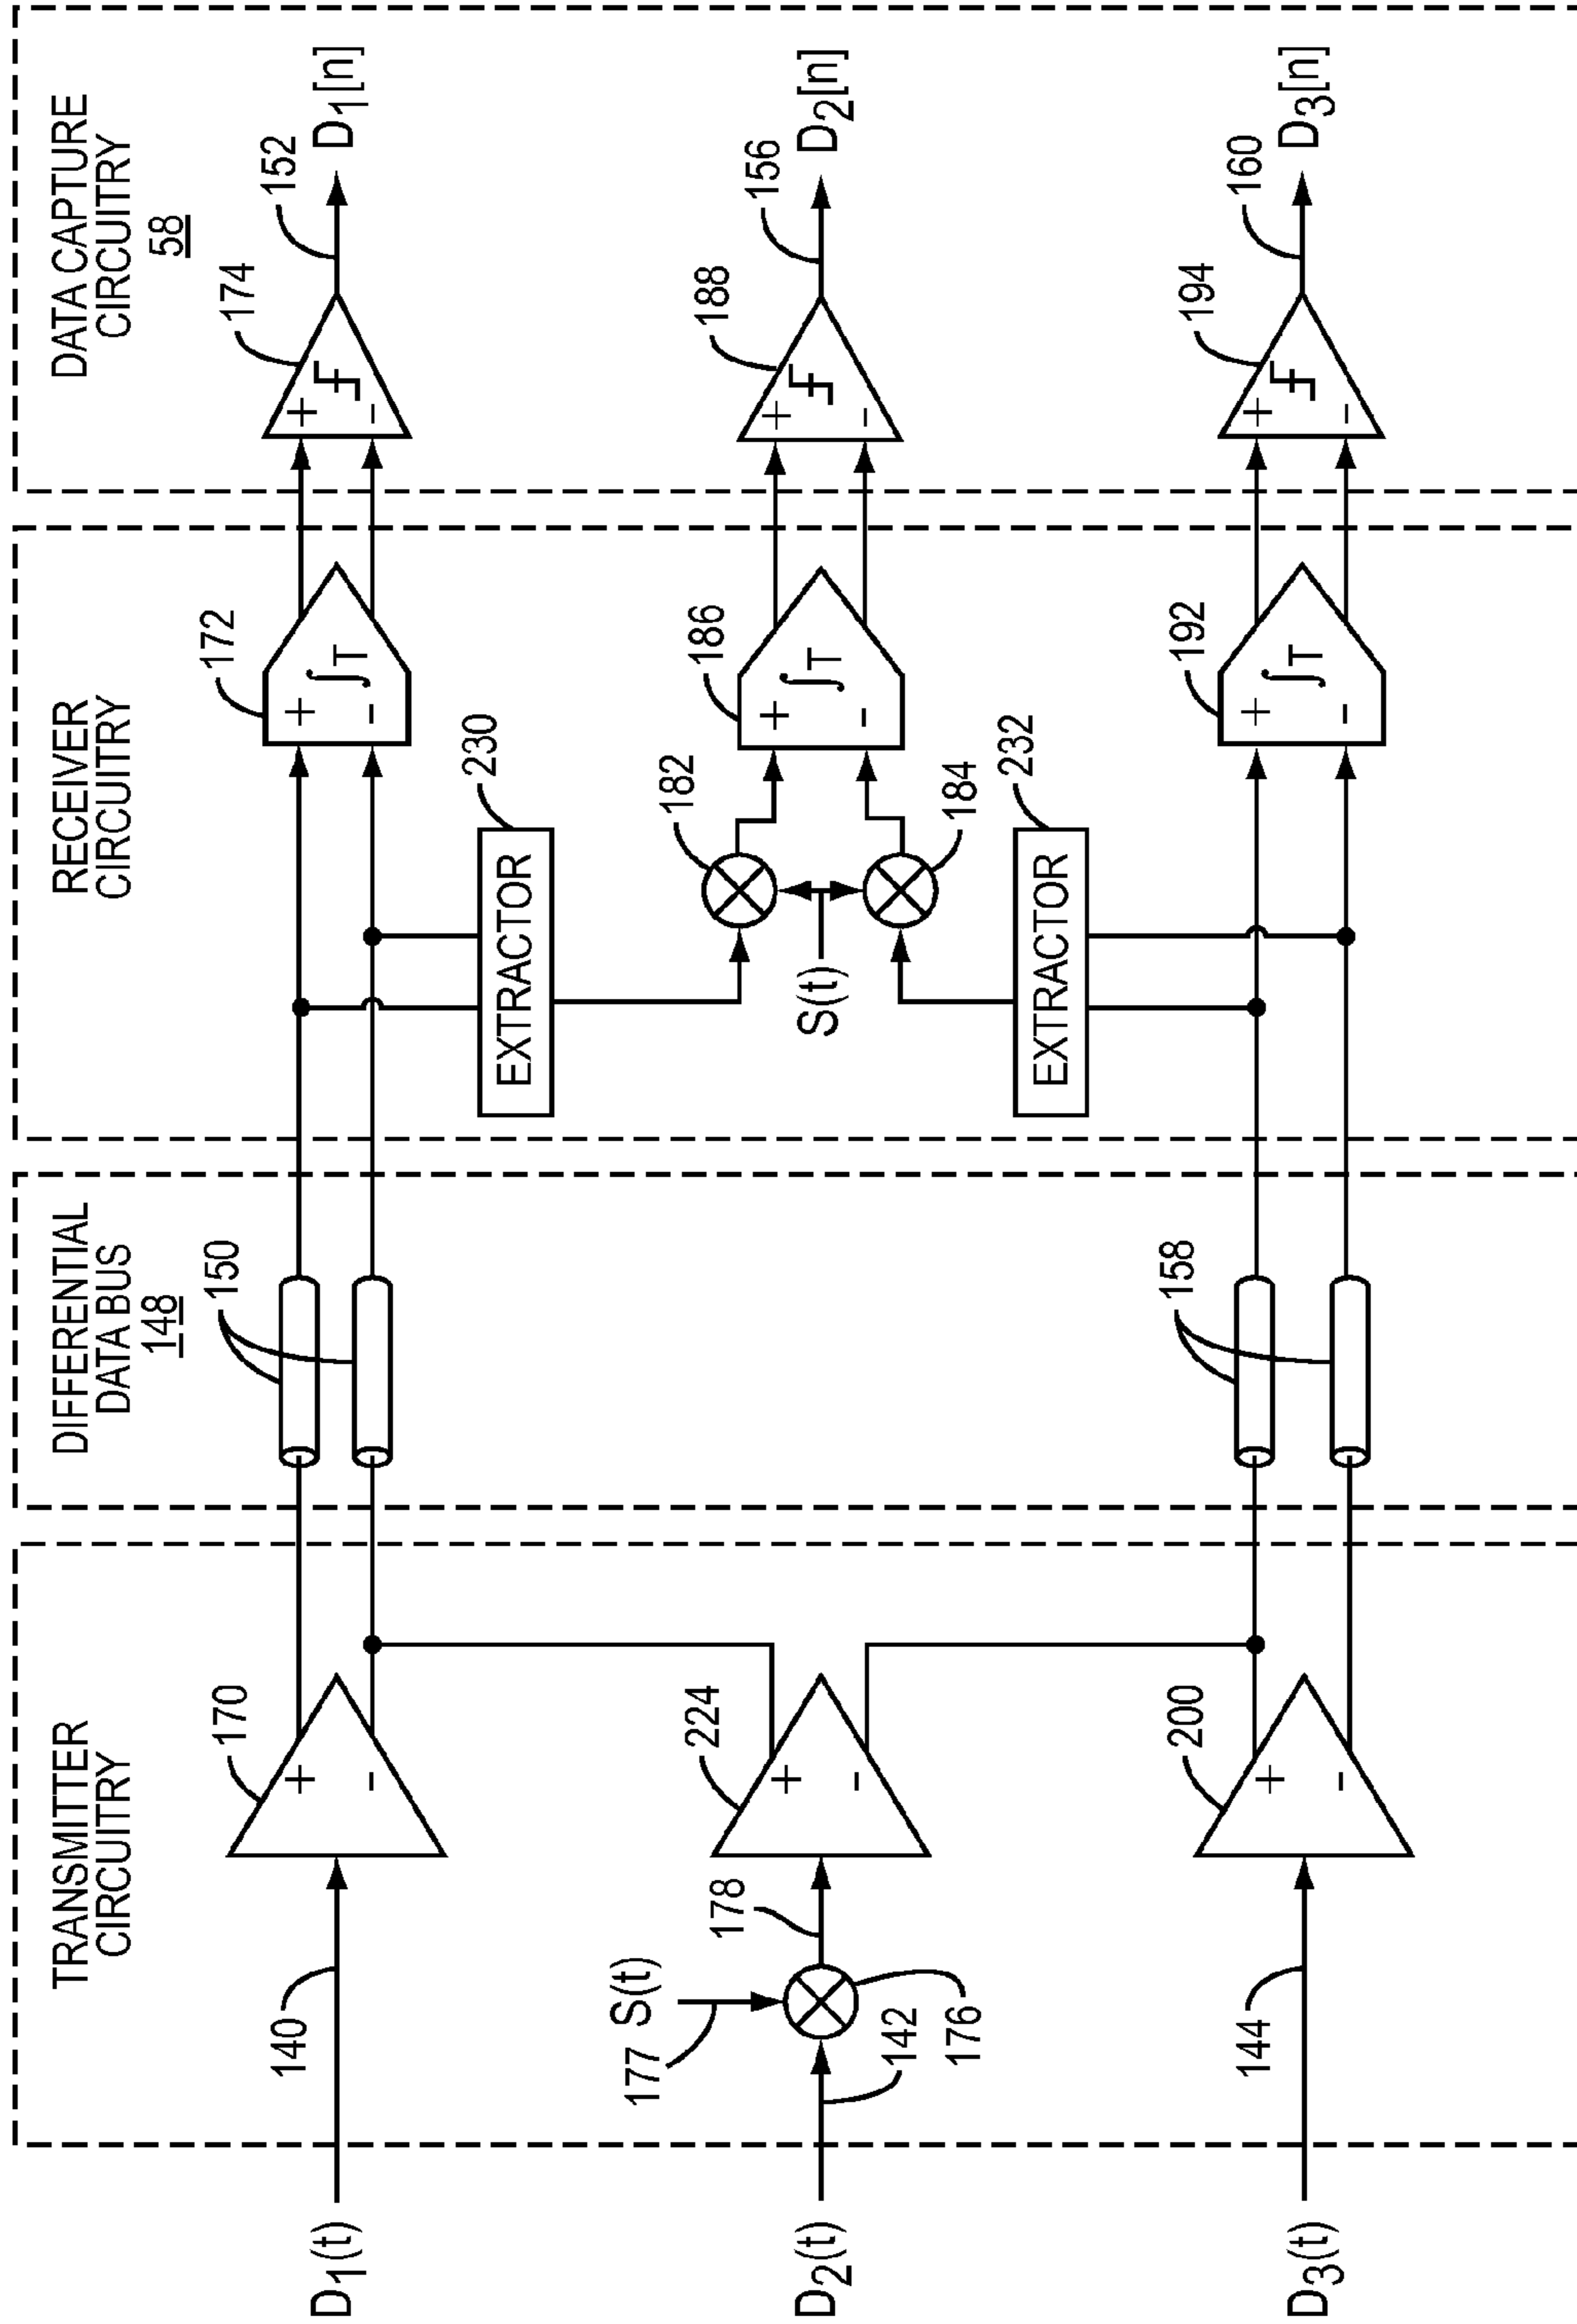 TRANSMITTER
CIRCUITRY
DIFFERENTIAL
DATA BUS
148
RECEIVER
CIRCUITRY
DATA CAPTURE
CIRCUITRY
58
D1(t)
140
170
+
-
150
172
+
-
∫T
174
+
-
152
D1[n]
230
EXTRACTOR
D2(t)
142
177
S(t)
176
178
224
+
-
S(t)
182
184
186
+
-
∫T
188
+
-
156
D2[n]
232
EXTRACTOR
D3(t)
144
200
+
-
158
192
+
-
∫T
194
+
-
160
D3[n]